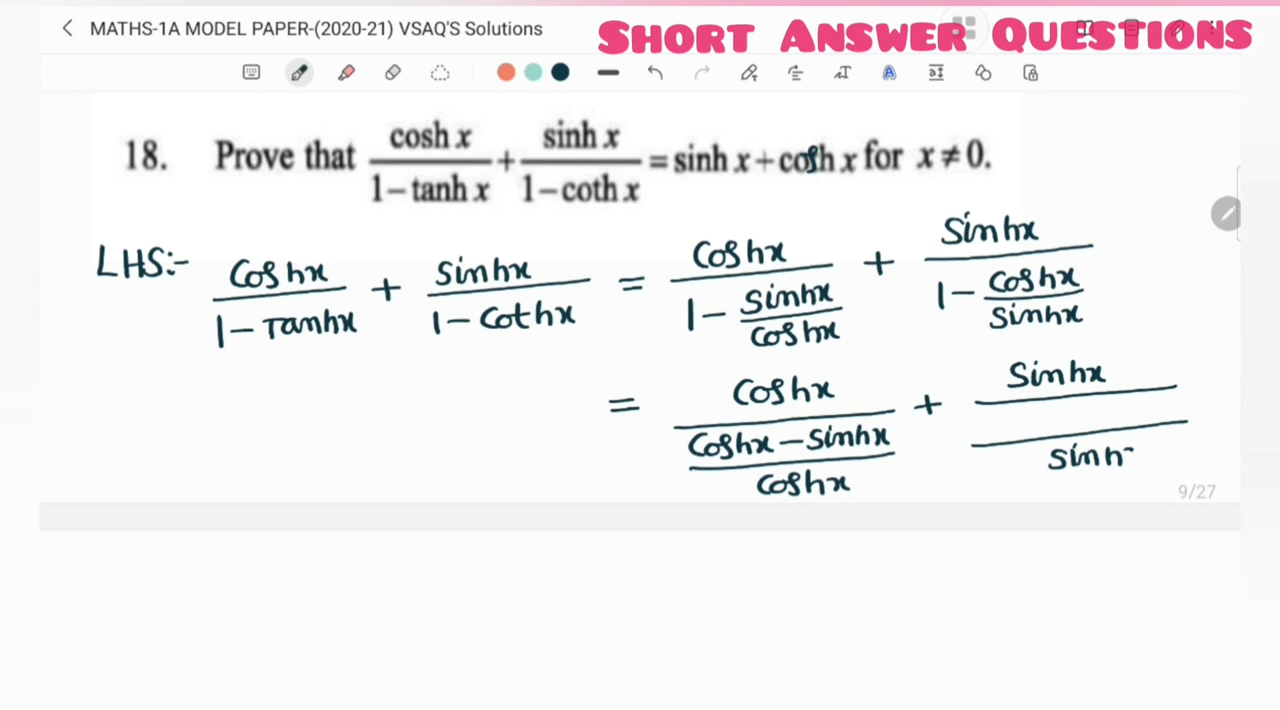 MATHS-1A MODEL PAPER-(2020-21) VSAQ'S Solutions
SHORT ANSWER QUESTIONS
18. Prove that cosh x / (1 − tanh x) + sinh x / (1 − coth x) = sinh x + cosh x for x ≠ 0.
LHS:- Coshx / (1 − Tanhx) + Sinhx / (1 − Cothx) = Coshx / (1 − Sinhx/Coshx) + Sinhx / (1 − Coshx/Sinhx)
= Coshx / ((Coshx − Sinhx) / Coshx) + Sinhx / ( / Sinh
9/27